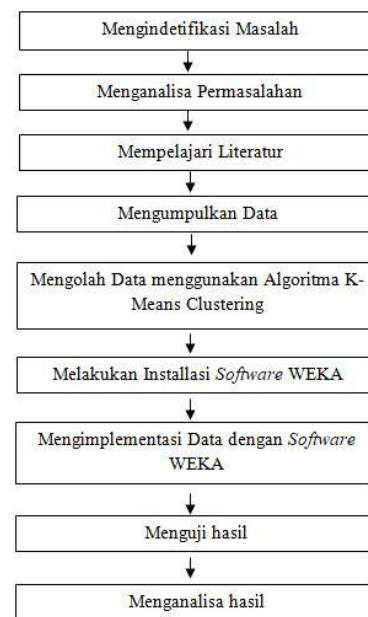 Mengindetifikasi Masalah
Menganalisa Permasalahan
Mempelajari Literatur
Mengumpulkan Data
Mengolah Data menggunakan Algoritma K-
Means Clustering
Melakukan Installasi Software WEKA
Mengimplementasi Data dengan Software
WEKA
Menguji hasil
Menganalisa hasil